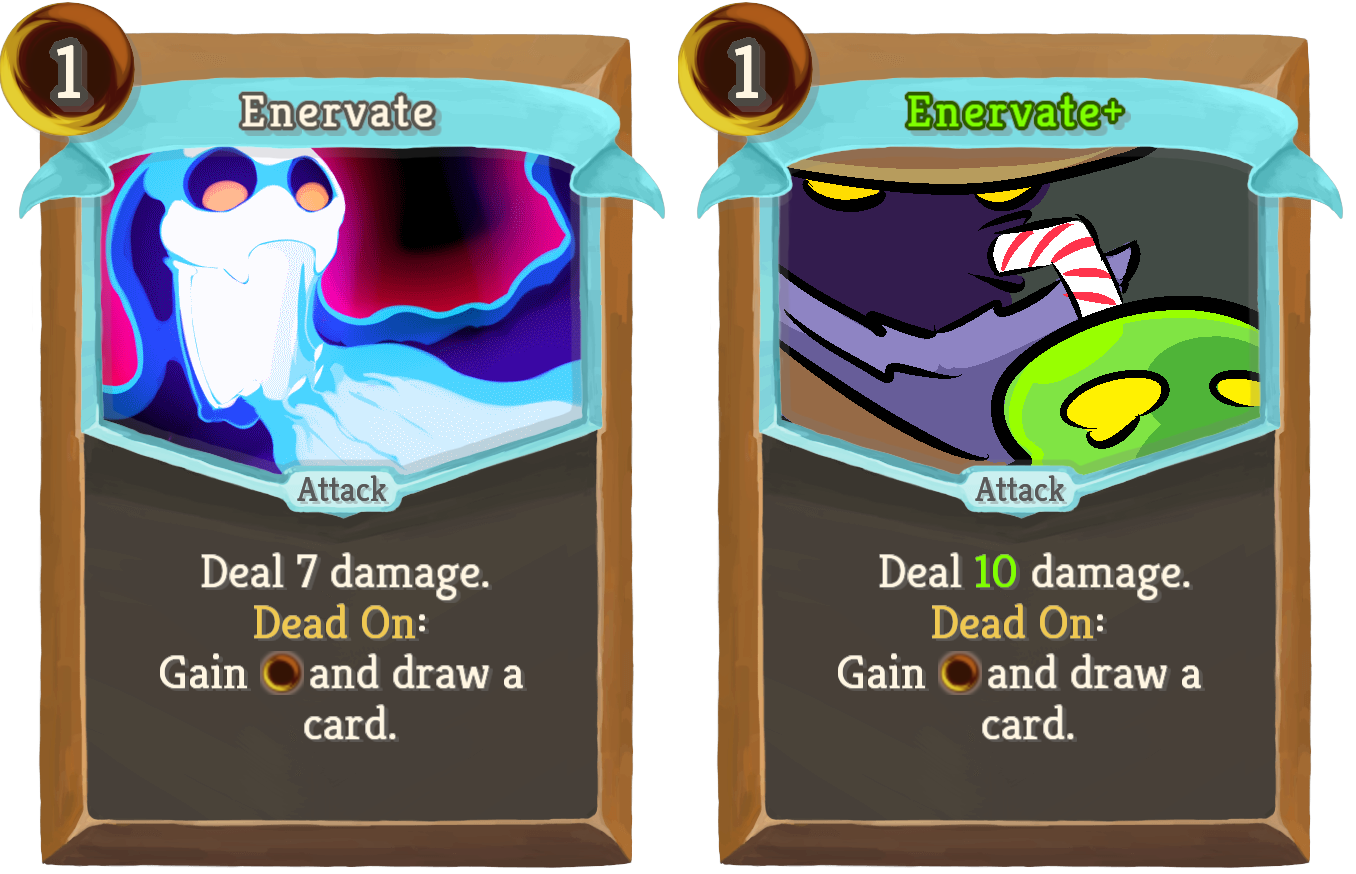 1
Enervate
Attack
Deal 7 damage.
Dead On:
Gain and draw a
card.
1
Enervate+
Attack
Deal 10 damage.
Dead On:
Gain and draw a
card.